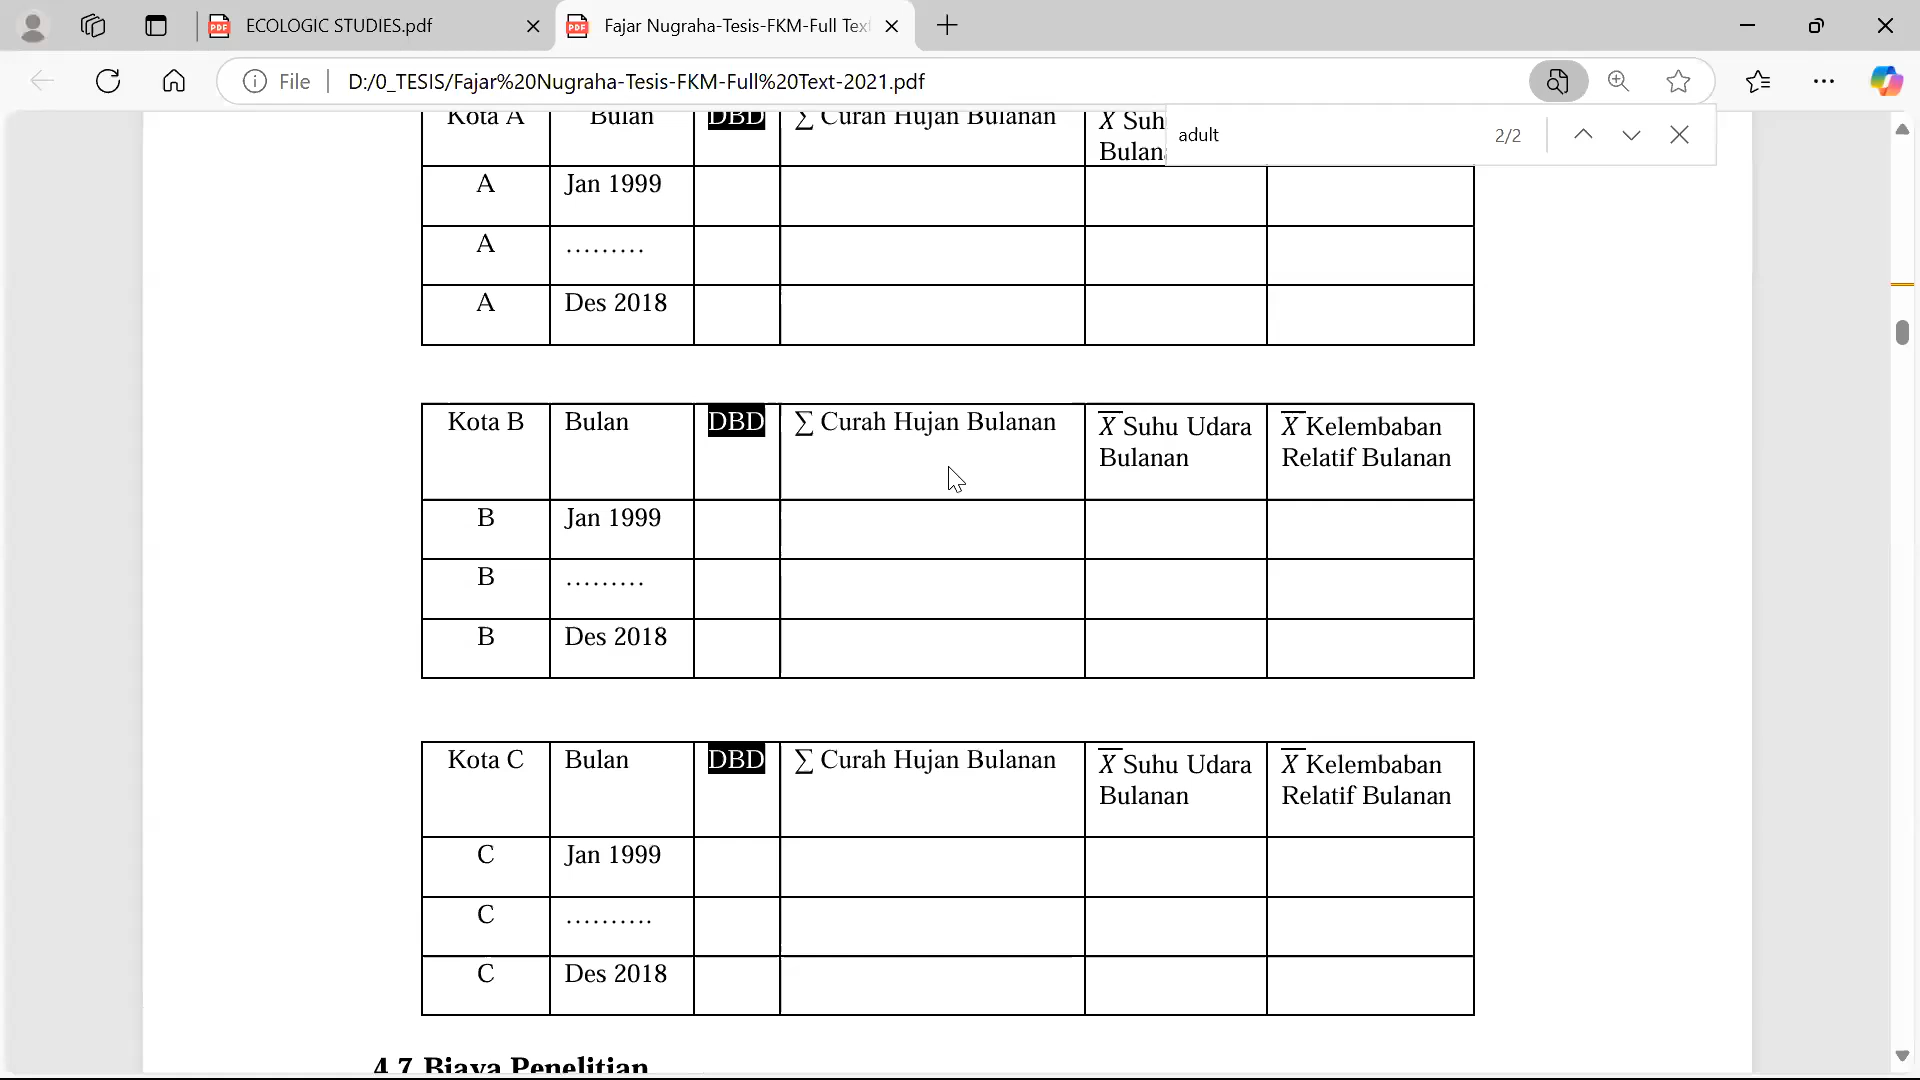 ECOLOGIC STUDIES.pdf
Fajar Nugraha-Tesis-FKM-Full Tex
File
D:/0_TESIS/Fajar%20Nugraha-Tesis-FKM-Full%20Text-2021.pdf
adult
2/2
Kota A Bulan DBD ∑ Curah Hujan Bulanan X̅ Suh
Bulan
A Jan 1999
A .........
A Des 2018
Kota B Bulan DBD ∑ Curah Hujan Bulanan X̅ Suhu Udara X̅ Kelembaban
Bulanan Relatif Bulanan
B Jan 1999
B .........
B Des 2018
Kota C Bulan DBD ∑ Curah Hujan Bulanan X̅ Suhu Udara X̅ Kelembaban
Bulanan Relatif Bulanan
C Jan 1999
C ..........
C Des 2018
4.7 Biaya Penelitian